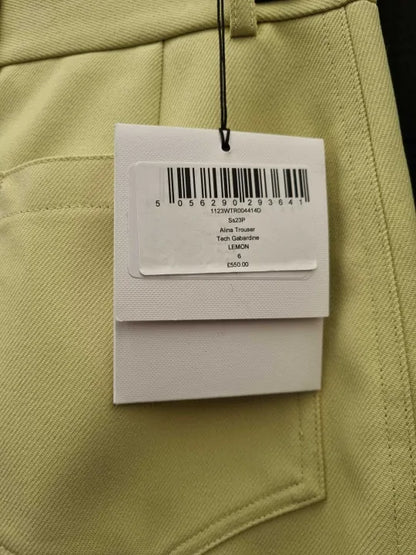 5 056290 293641
1123WTR004414D
Ss23P
Alina Trouser
Tech Gabardine
LEMON
6
£550.00